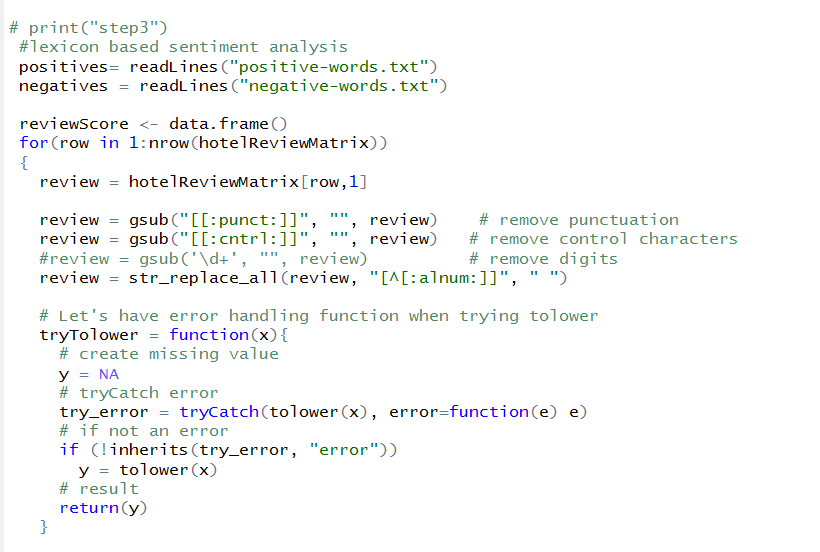 # print("step3")
#lexicon based sentiment analysis
positives= readLines("positive-words.txt")
negatives = readLines("negative-words.txt")
reviewScore <- data.frame()
for(row in 1:nrow(hotelReviewMatrix))
{
review = hotelReviewMatrix[row,1]
review = gsub("[[:punct:]]", "", review) # remove punctuation
review = gsub("[[:cntrl:]]", "", review) # remove control characters
#review = gsub('\d+', "", review) # remove digits
review = str_replace_all(review, "[^[:alnum:]]", " ")
# Let's have error handling function when trying tolower
tryTolower = function(x){
# create missing value
y = NA
# tryCatch error
try_error = tryCatch(tolower(x), error=function(e) e)
# if not an error
if (!inherits(try_error, "error"))
y = tolower(x)
# result
return(y)
}